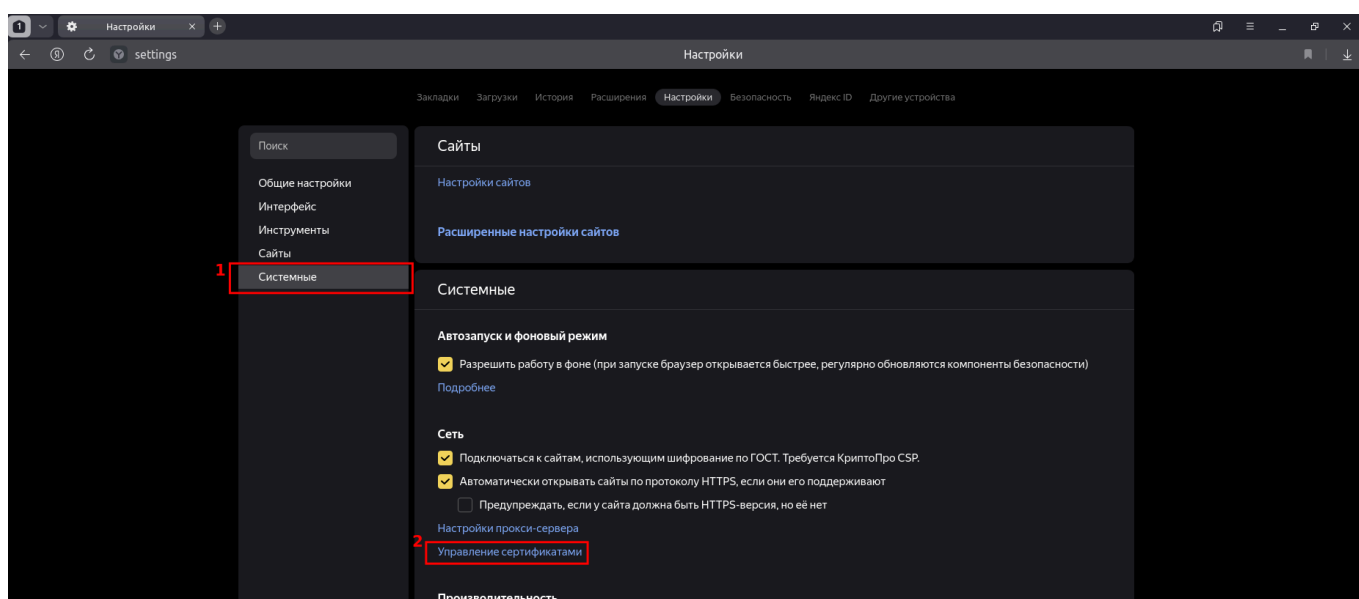 1
Настройки
settings
Настройки
Закладки Загрузки История Расширения Настройки Безопасность Яндекс ID Другие устройства
Поиск
Общие настройки
Интерфейс
Инструменты
Сайты
1
Системные
Сайты
Настройки сайтов
Расширенные настройки сайтов
Системные
Автозапуск и фоновый режим
Разрешить работу в фоне (при запуске браузер открывается быстрее, регулярно обновляются компоненты безопасности)
Подробнее
Сеть
Подключаться к сайтам, использующим шифрование по ГОСТ. Требуется КриптоПро CSP.
Автоматически открывать сайты по протоколу HTTPS, если они его поддерживают
Предупреждать, если у сайта должна быть HTTPS-версия, но её нет
Настройки прокси-сервера
2
Управление сертификатами
Производительность